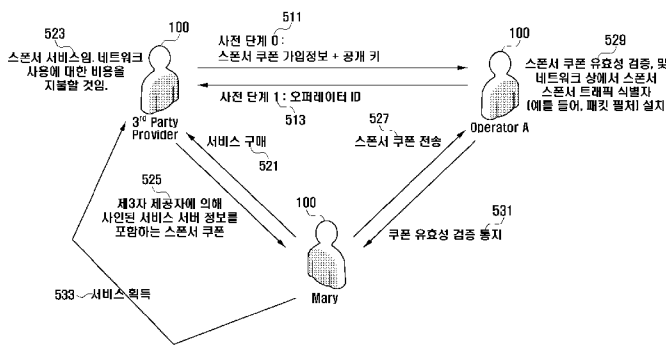 523
스폰서 서비스임. 네트워크
사용에 대한 비용을
지불할 것임.
100
3rd Party
Provider
511
사전 단계 0 :
스폰서 쿠폰 가입정보 + 공개 키
사전 단계 1 : 오퍼레이터 ID
513
100
Operator A
529
스폰서 쿠폰 유효성 검증, 및
네트워크 상에서 스폰서
스폰서 트래픽 식별자
(예를 들어, 패킷 필처) 설치
서비스 구매
521
527
스폰서 쿠폰 전송
525
제3자 제공자에 의해
사인된 서비스 서버 정보를
포함하는 스폰서 쿠폰
100
Mary
531
쿠폰 유효성 검증 통지
533
서비스 획득